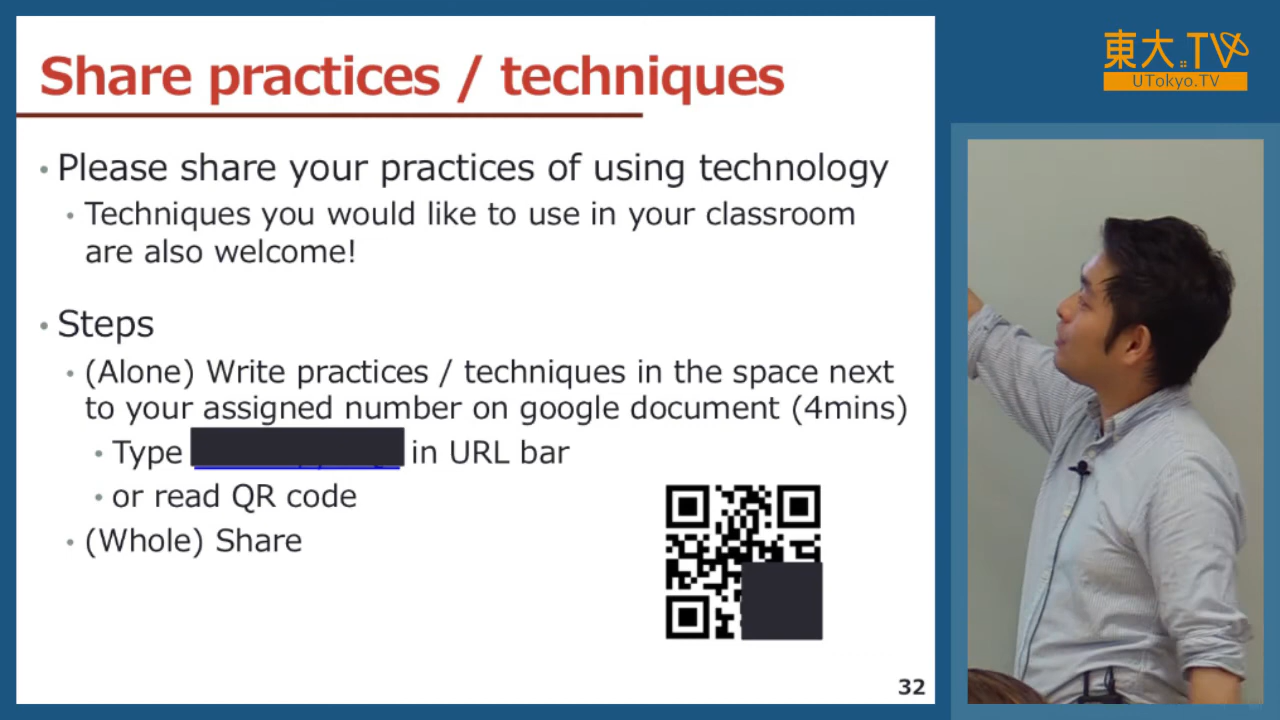 Share practices / techniques
東大.TV
UTokyo.TV
• Please share your practices of using technology
• Techniques you would like to use in your classroom
are also welcome!
• Steps
• (Alone) Write practices / techniques in the space next
to your assigned number on google document (4mins)
• Type in URL bar
• or read QR code
• (Whole) Share
32